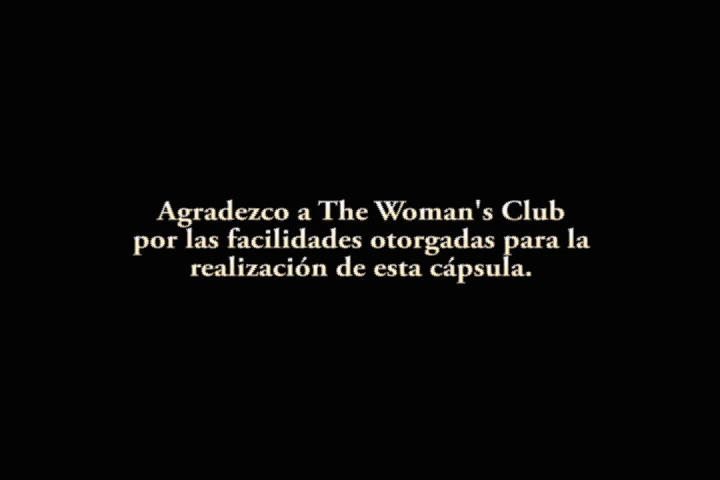 Agradezco a The Woman's Club
por las facilidades otorgadas para la
realización de esta cápsula.